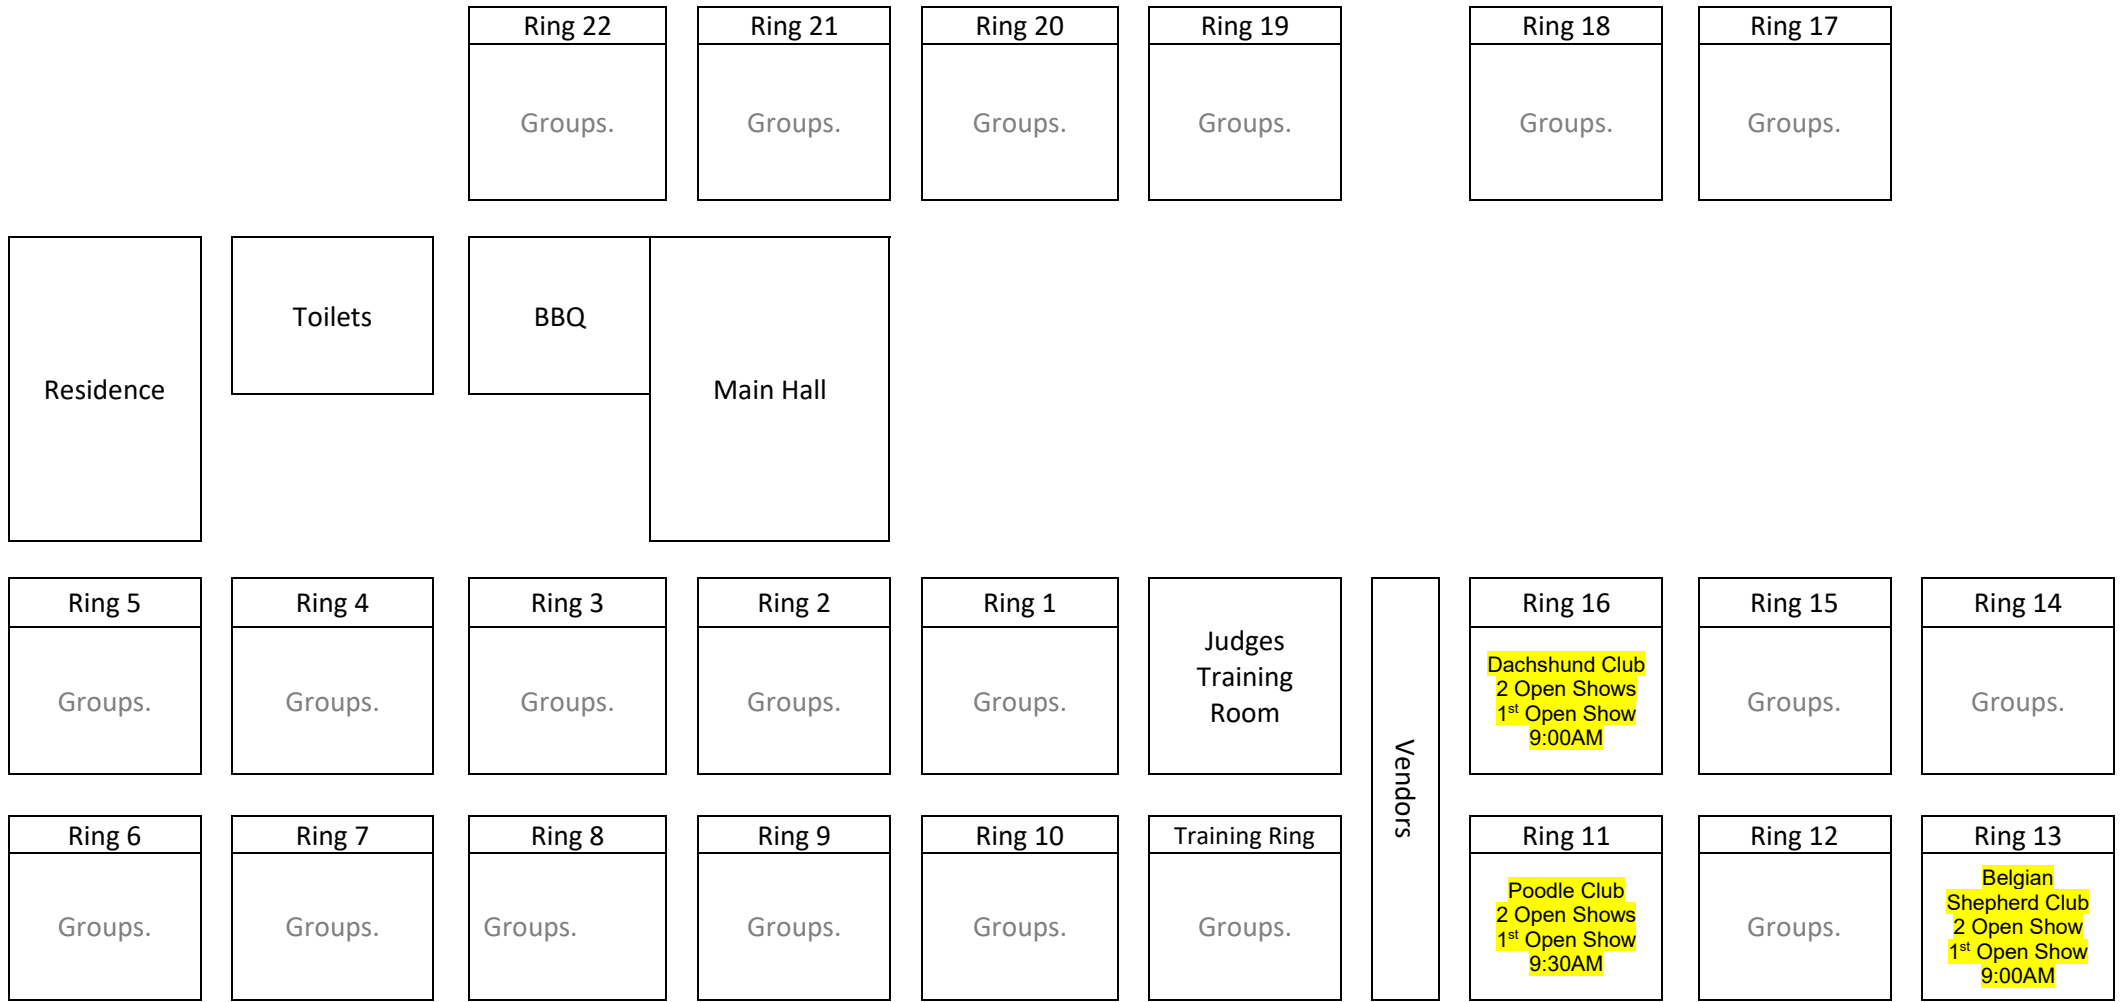 Ring 22
Groups.
Ring 21
Groups.
Ring 20
Groups.
Ring 19
Groups.
Ring 18
Groups.
Ring 17
Groups.
Residence
Toilets
BBQ
Main Hall
Ring 5
Groups.
Ring 4
Groups.
Ring 3
Groups.
Ring 2
Groups.
Ring 1
Groups.
Judges
Training
Room
Vendors
Ring 16
Dachshund Club
2 Open Shows
1st Open Show
9:00AM
Ring 15
Groups.
Ring 14
Groups.
Ring 6
Groups.
Ring 7
Groups.
Ring 8
Groups.
Ring 9
Groups.
Ring 10
Groups.
Training Ring
Groups.
Ring 11
Poodle Club
2 Open Shows
1st Open Show
9:30AM
Ring 12
Groups.
Ring 13
Belgian
Shepherd Club
2 Open Show
1st Open Show
9:00AM